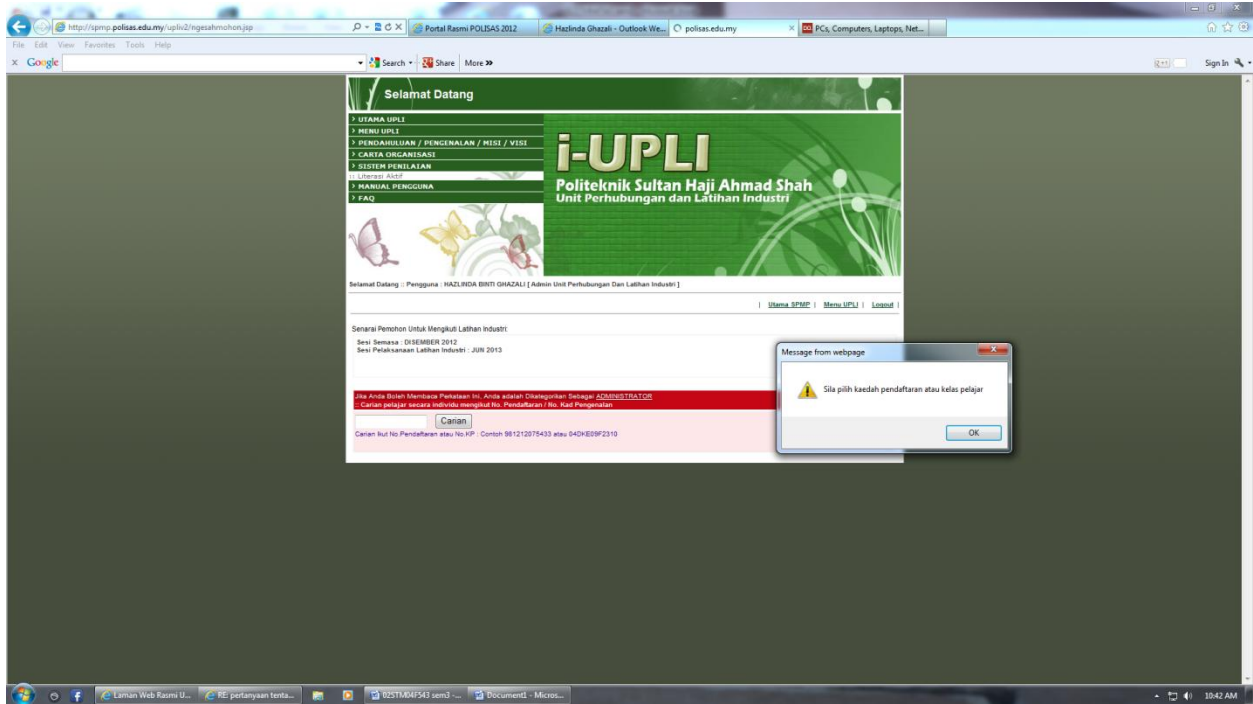 http://spmp.polisas.edu.my/upliv2/ngesahmohon.jsp
Portal Rasmi POLISAS 2012
Hazlinda Ghazali - Outlook We...
polisas.edu.my
PCs, Computers, Laptops, Net...
File Edit View Favorites Tools Help
x Google
Search
Share
More »
Sign In
Selamat Datang
> UTAMA UPLI
> MENU UPLI
> PENDAHULUAN / PENGENALAN / MISI / VISI
> CARTA ORGANISASI
> SISTEM PENILAIAN
:: Literasi Aktif
> MANUAL PENGGUNA
> FAQ
i-UPLI
Politeknik Sultan Haji Ahmad Shah
Unit Perhubungan dan Latihan Industri
Selamat Datang :: Pengguna : HAZLINDA BINTI GHAZALI [ Admin Unit Perhubungan Dan Latihan Industri ]
| Utama SPMP | Menu UPLI | Logout |
Senarai Pemohon Untuk Mengikuti Latihan Industri:
Sesi Semasa : DISEMBER 2012
Sesi Pelaksanaan Latihan Industri : JUN 2013
Message from webpage
Sila pilih kaedah pendaftaran atau kelas pelajar
OK
Jika Anda Boleh Membaca Perkataan Ini, Anda adalah Dikategorikan Sebagai ADMINISTRATOR
:: Carian pelajar secara individu mengikut No. Pendaftaran / No. Kad Pengenalan
Carian
Carian Ikut No.Pendaftaran atau No.KP : Contoh 981212075433 atau 04DKE09F2310
Laman Web Rasmi U...
RE: pertanyaan tenta...
02STM04F543 sem3 -...
Document1 - Micros...
10:42 AM